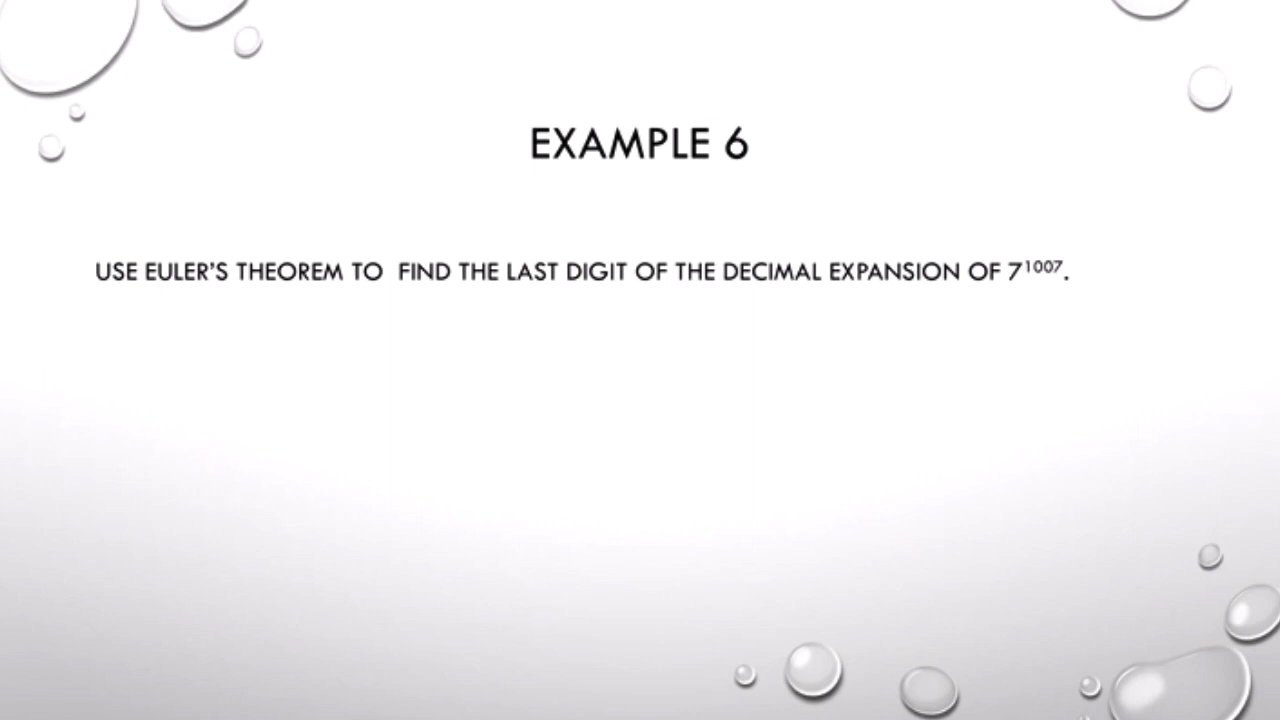 EXAMPLE 6
USE EULER’S THEOREM TO FIND THE LAST DIGIT OF THE DECIMAL EXPANSION OF 7¹⁰⁰⁷.